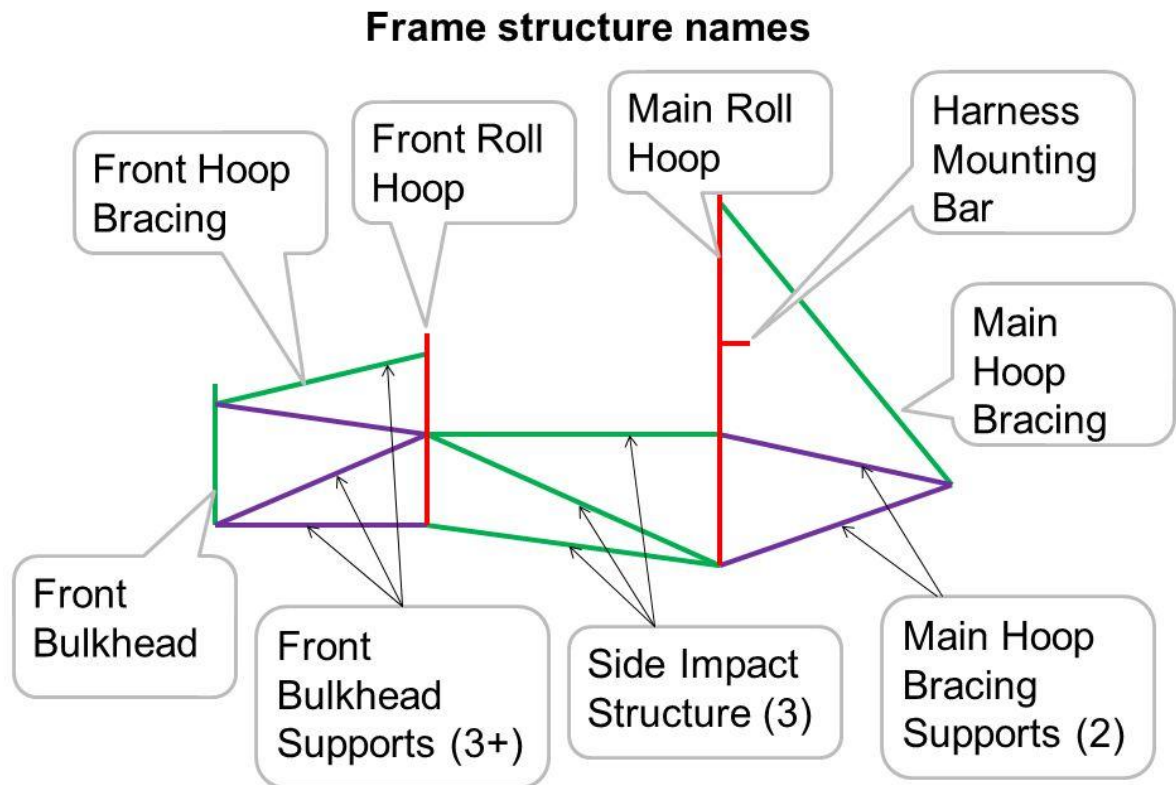 Frame structure names
Front Hoop
Bracing
Front Roll
Hoop
Main Roll
Hoop
Harness
Mounting
Bar
Main
Hoop
Bracing
Front
Bulkhead
Front
Bulkhead
Supports (3+)
Side Impact
Structure (3)
Main Hoop
Bracing
Supports (2)